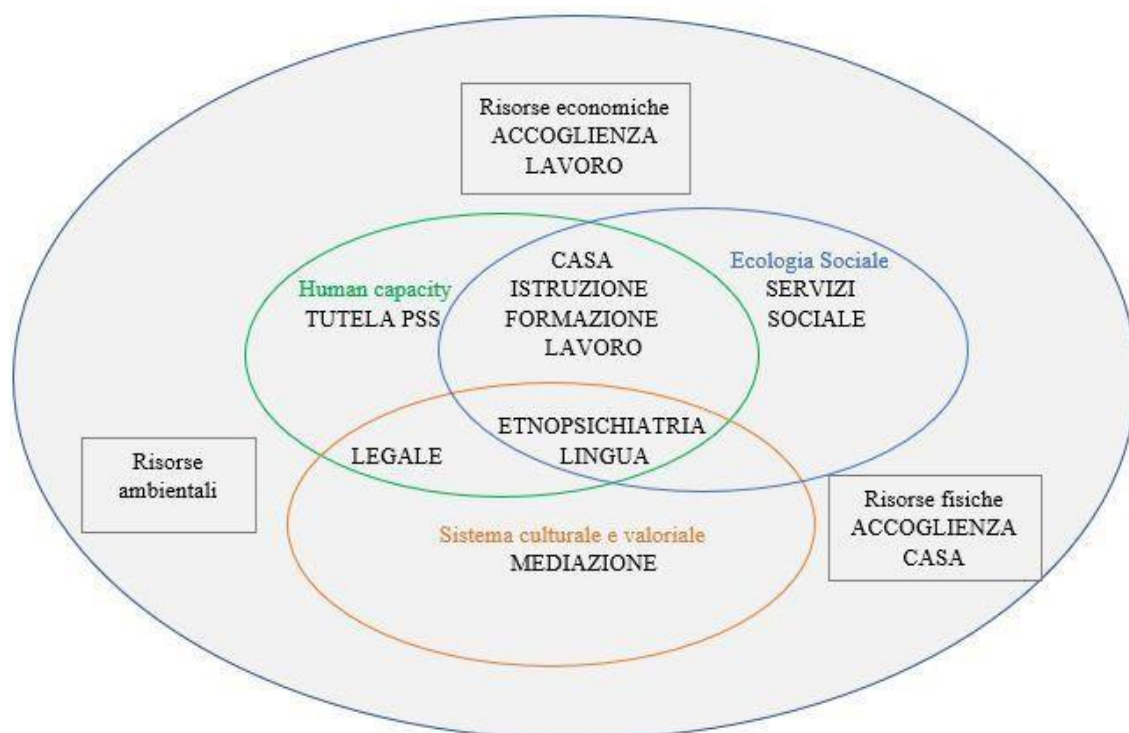 Risorse economiche
ACCOGLIENZA
LAVORO
Human capacity
TUTELA PSS
CASA
ISTRUZIONE
FORMAZIONE
LAVORO
Ecologia Sociale
SERVIZI
SOCIALE
LEGALE
ETNOPSICHIATRIA
LINGUA
Risorse
ambientali
Sistema culturale e valoriale
MEDIAZIONE
Risorse fisiche
ACCOGLIENZA
CASA